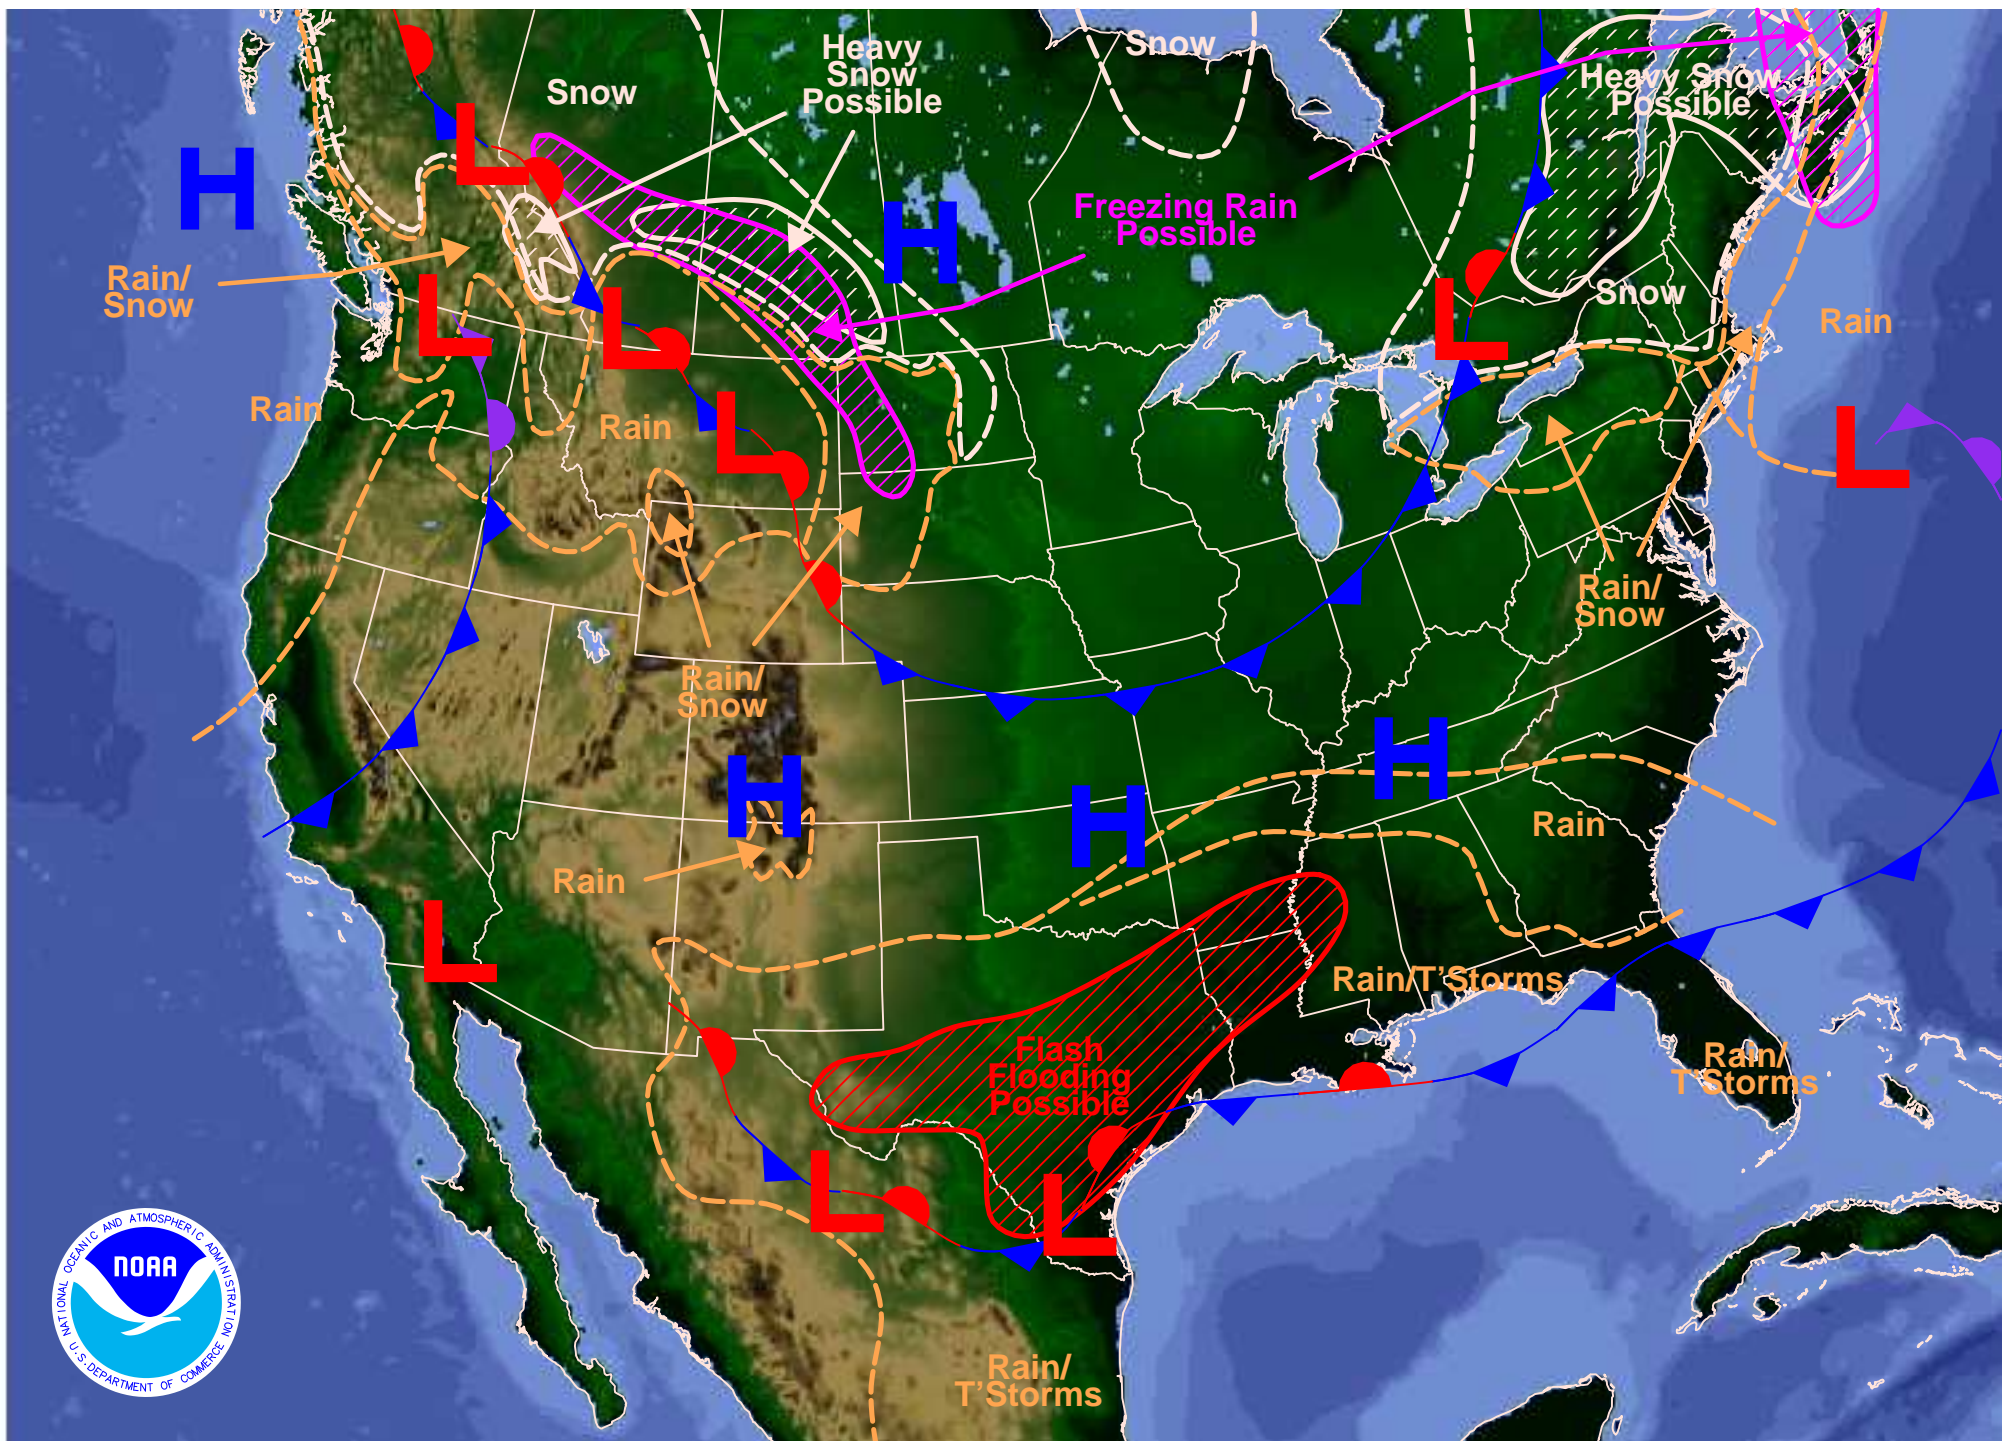 Heavy
Snow
Possible
Snow
Snow
Heavy Snow
Possible
H
L
Freezing Rain
Possible
H
Rain/
Snow
L
L
L
Snow
Rain
Rain
Rain
L
L
Rain/
Snow
Rain/
Snow
H
H
H
Rain
Rain
L
Rain/T'Storms
Flash
Flooding
Possible
Rain/
T'Storms
L
L
NATIONAL OCEANIC AND ATMOSPHERIC ADMINISTRATION
NOAA
U.S. DEPARTMENT OF COMMERCE
Rain/
T'Storms